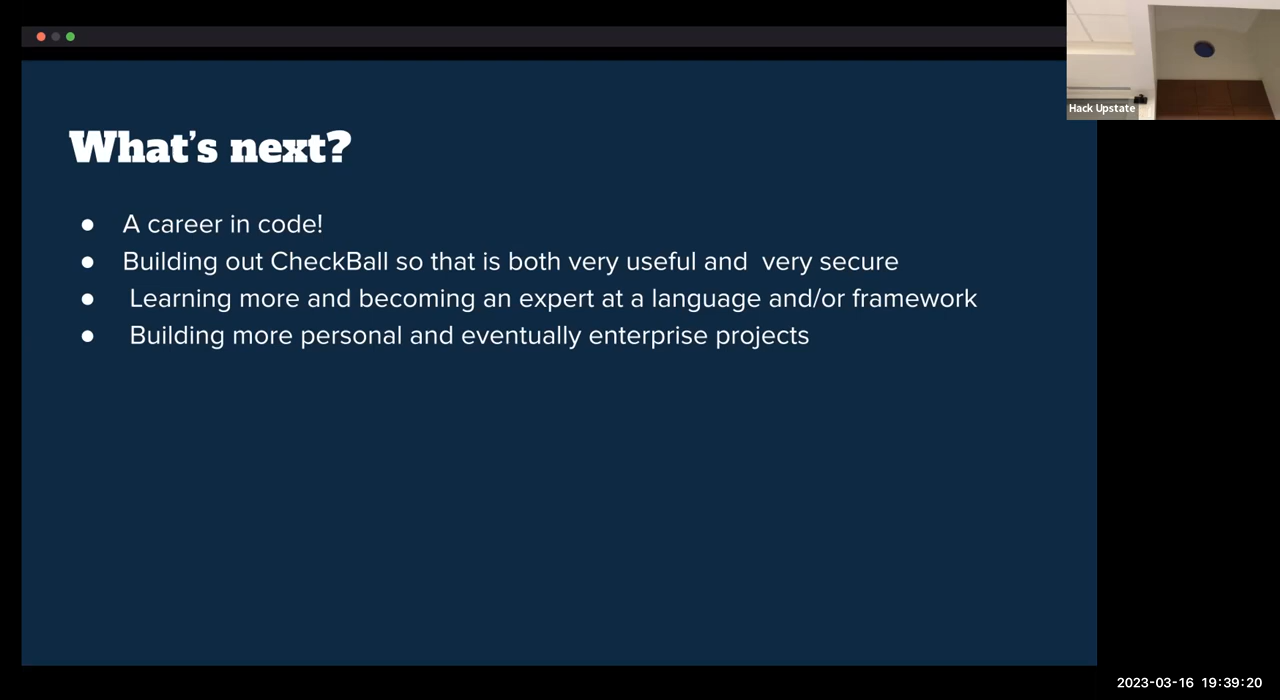 Hack Upstate
What's next?
● A career in code!
● Building out CheckBall so that is both very useful and  very secure
●  Learning more and becoming an expert at a language and/or framework
●  Building more personal and eventually enterprise projects
2023-03-16 19:39:20